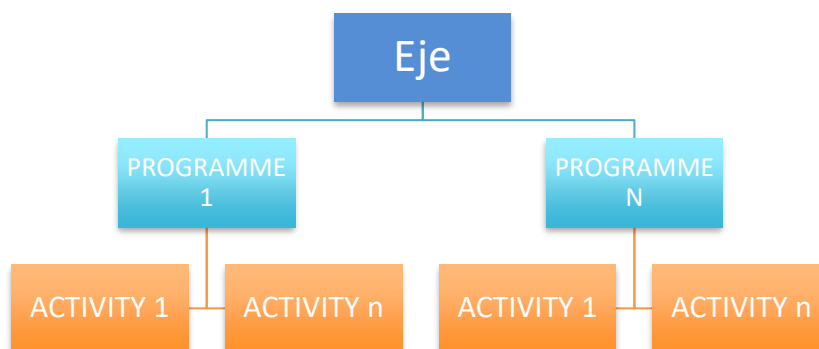 Eje
PROGRAMME
1
PROGRAMME
N
ACTIVITY 1
ACTIVITY n
ACTIVITY 1
ACTIVITY n